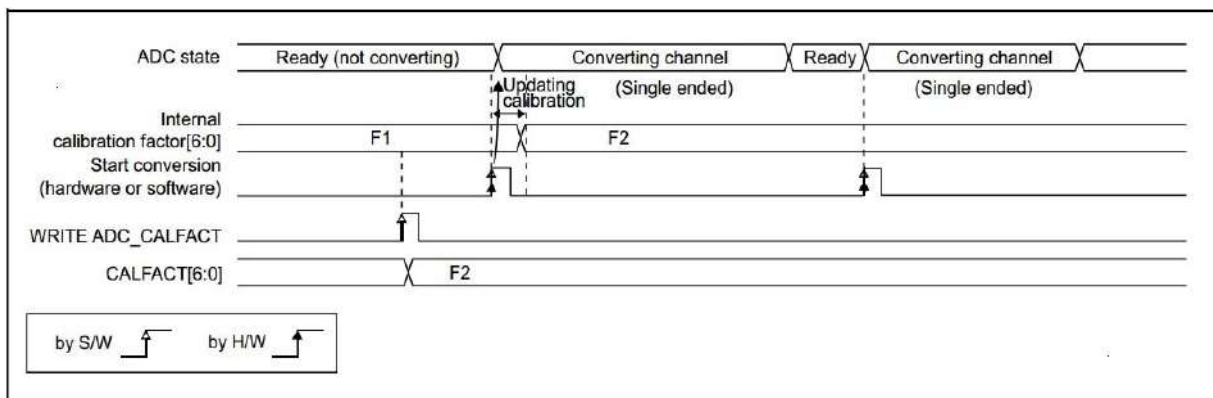 ADC state
Ready (not converting)
Converting channel
Ready
Converting channel
Updating
calibration
(Single ended)
(Single ended)
Internal
calibration factor[6:0]
F1
F2
Start conversion
(hardware or software)
WRITE ADC_CALFACT
CALFACT[6:0]
F2
by S/W
by H/W